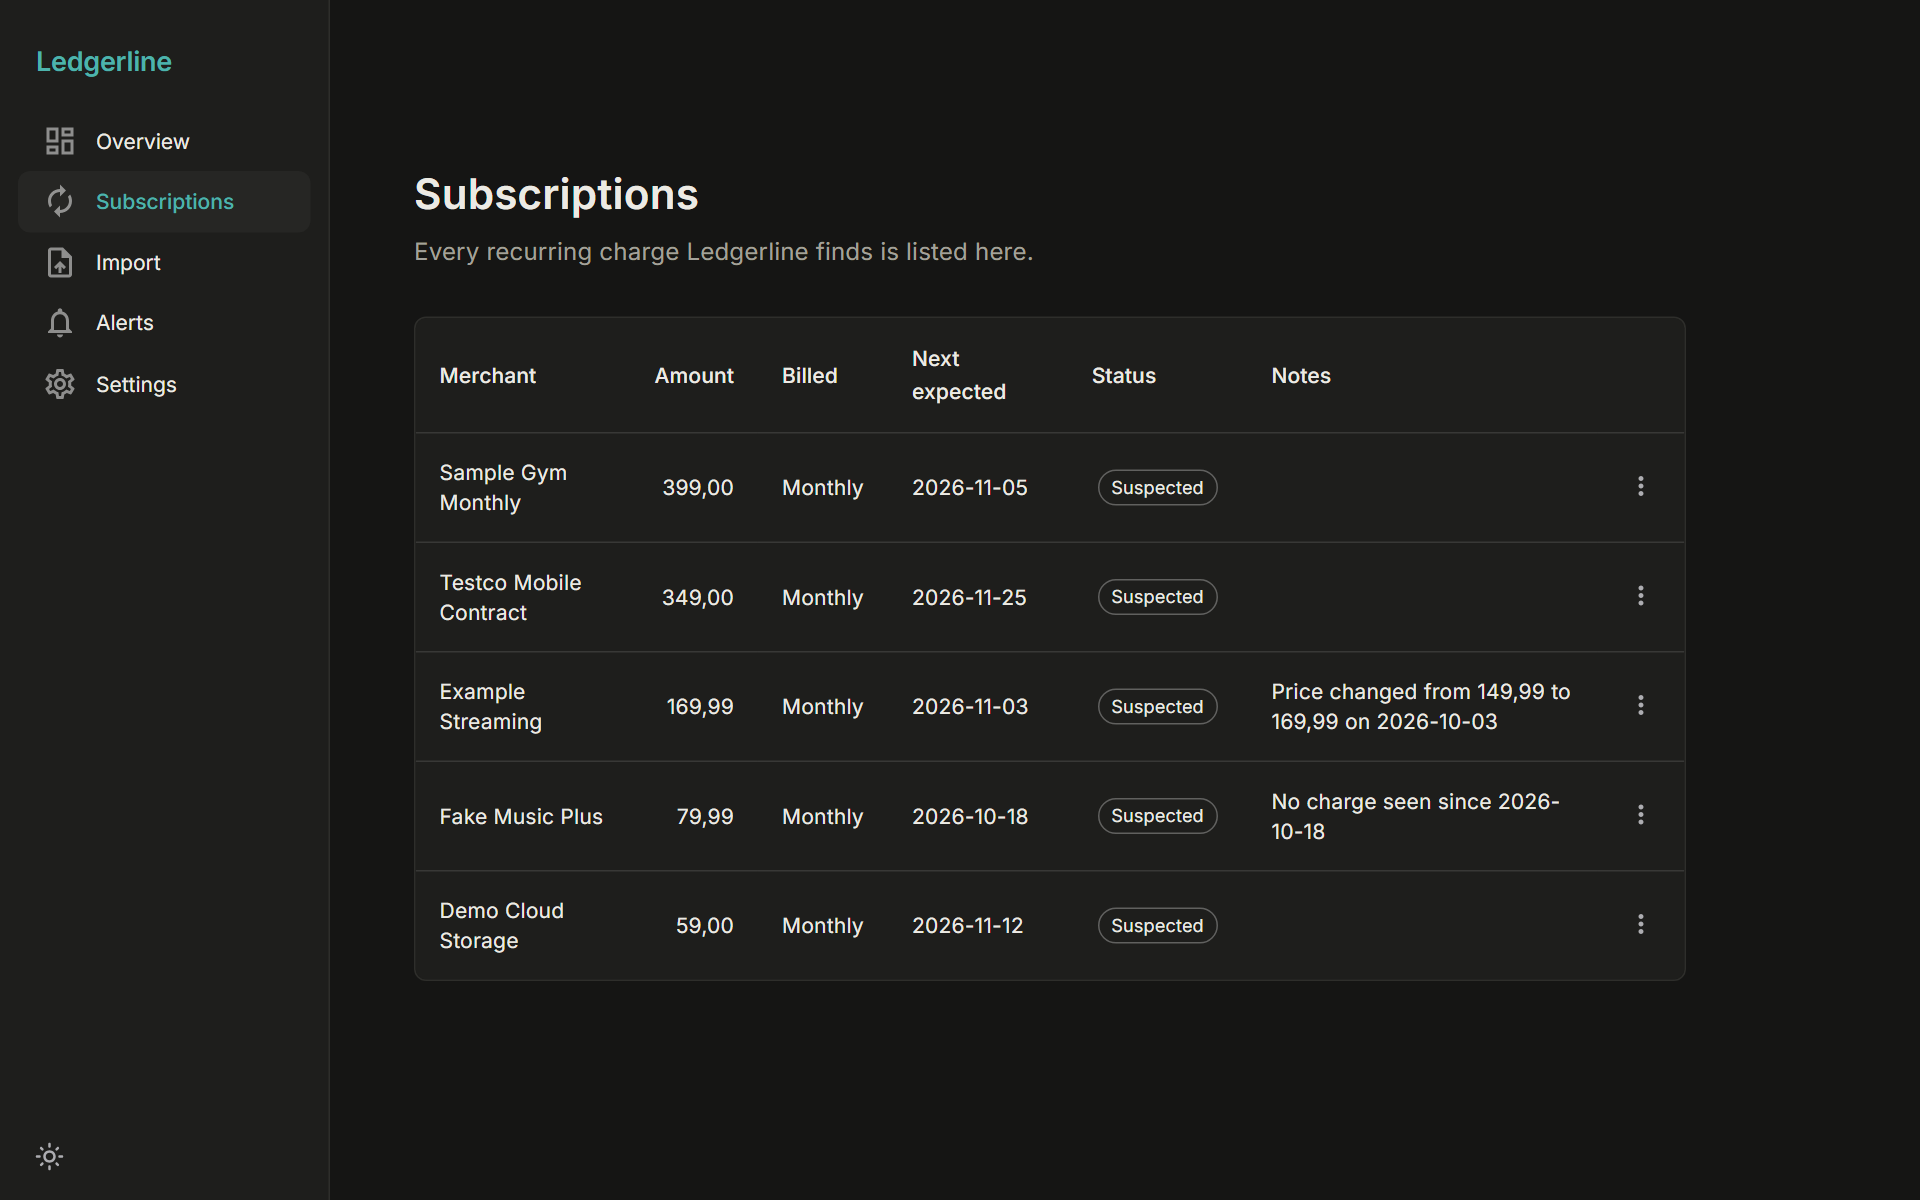 Ledgerline
Overview
Subscriptions
Import
Alerts
Settings
Subscriptions
Every recurring charge Ledgerline finds is listed here.
Merchant Amount Billed Next expected Status Notes
Sample Gym Monthly 399,00 Monthly 2026-11-05 Suspected
Testco Mobile Contract 349,00 Monthly 2026-11-25 Suspected
Example Streaming 169,99 Monthly 2026-11-03 Suspected Price changed from 149,99 to 169,99 on 2026-10-03
Fake Music Plus 79,99 Monthly 2026-10-18 Suspected No charge seen since 2026-10-18
Demo Cloud Storage 59,00 Monthly 2026-11-12 Suspected